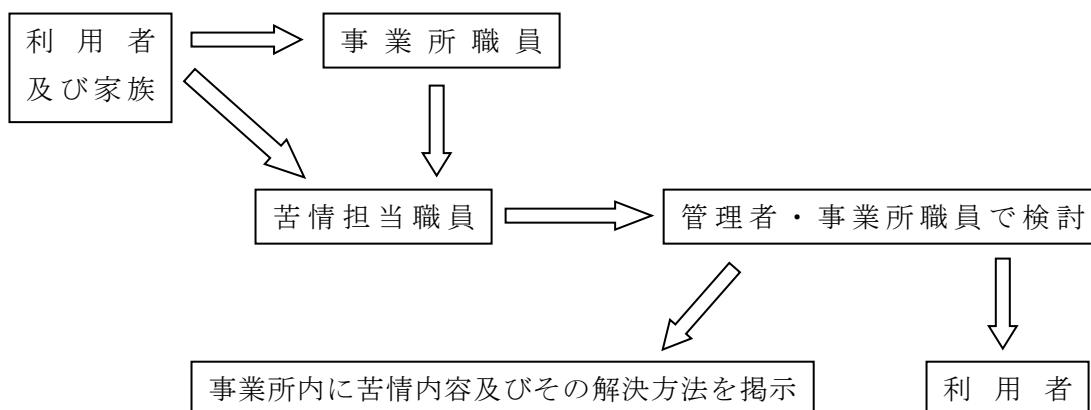 利用者
及び家族
事業所職員
苦情担当職員
管理者・事業所職員で検討
事業所内に苦情内容及びその解決方法を掲示
利用者